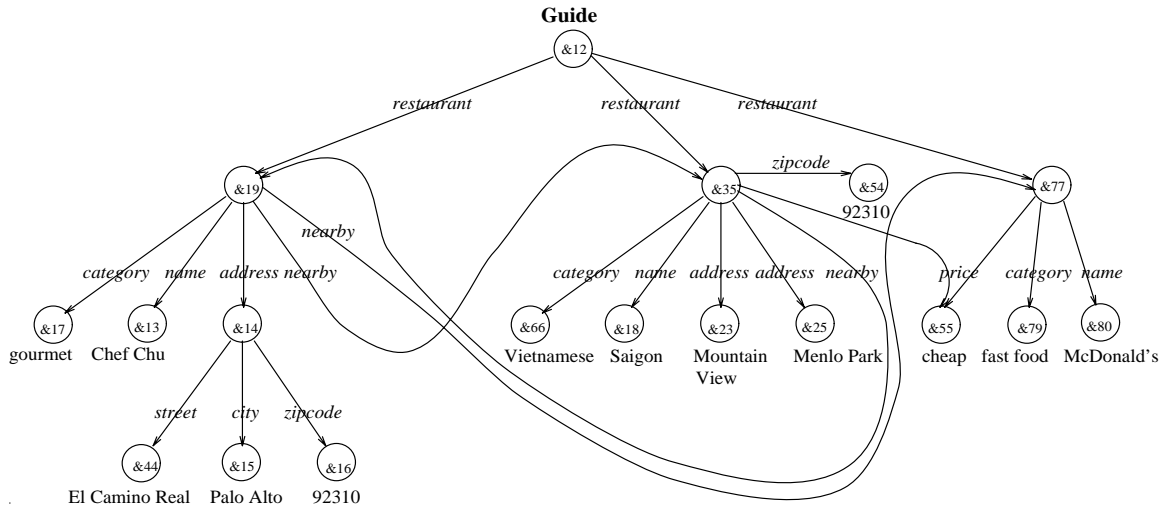 Guide
&12
restaurant restaurant restaurant
zipcode
&19 &35 &54 &77
92310
nearby
category name address nearby category name address address nearby price category name
&17 &13 &14 &66 &18 &23 &25 &55 &79 &80
gourmet Chef Chu Vietnamese Saigon Mountain Menlo Park cheap fast food McDonald's
View
street city zipcode
&44 &15 &16
El Camino Real Palo Alto 92310